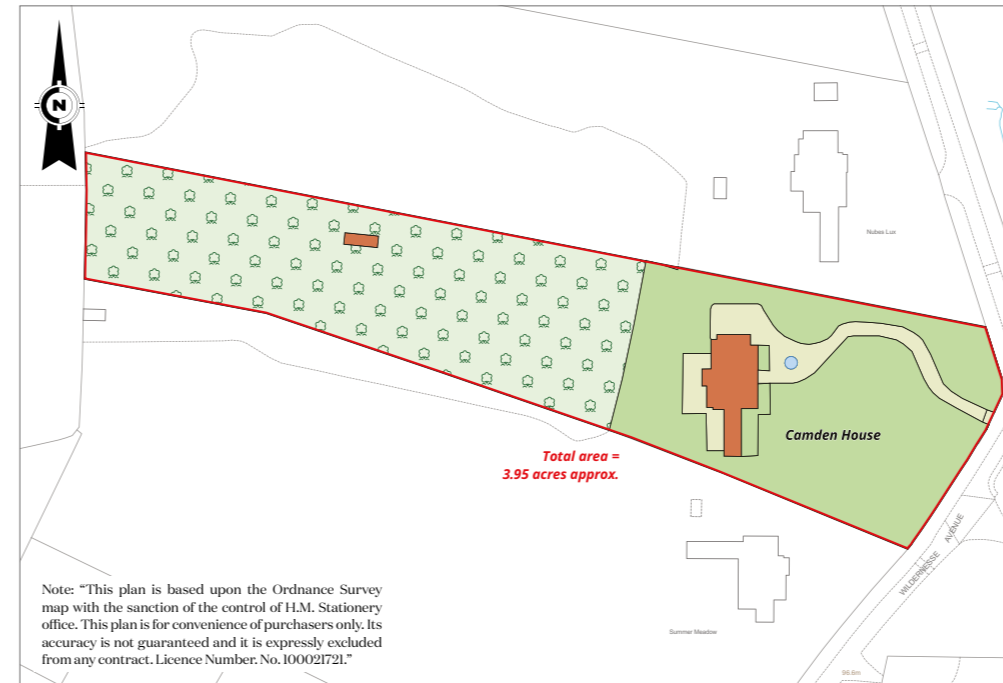 N
Nubas Lux
Camden House
Total area =
3.95 acres approx.
WILDERNESSE AVENUE
Summer Meadow
96.6m
Note: “This plan is based upon the Ordnance Survey
map with the sanction of the control of H.M. Stationery
office. This plan is for convenience of purchasers only. Its
accuracy is not guaranteed and it is expressly excluded
from any contract. Licence Number. No. 100021721.”